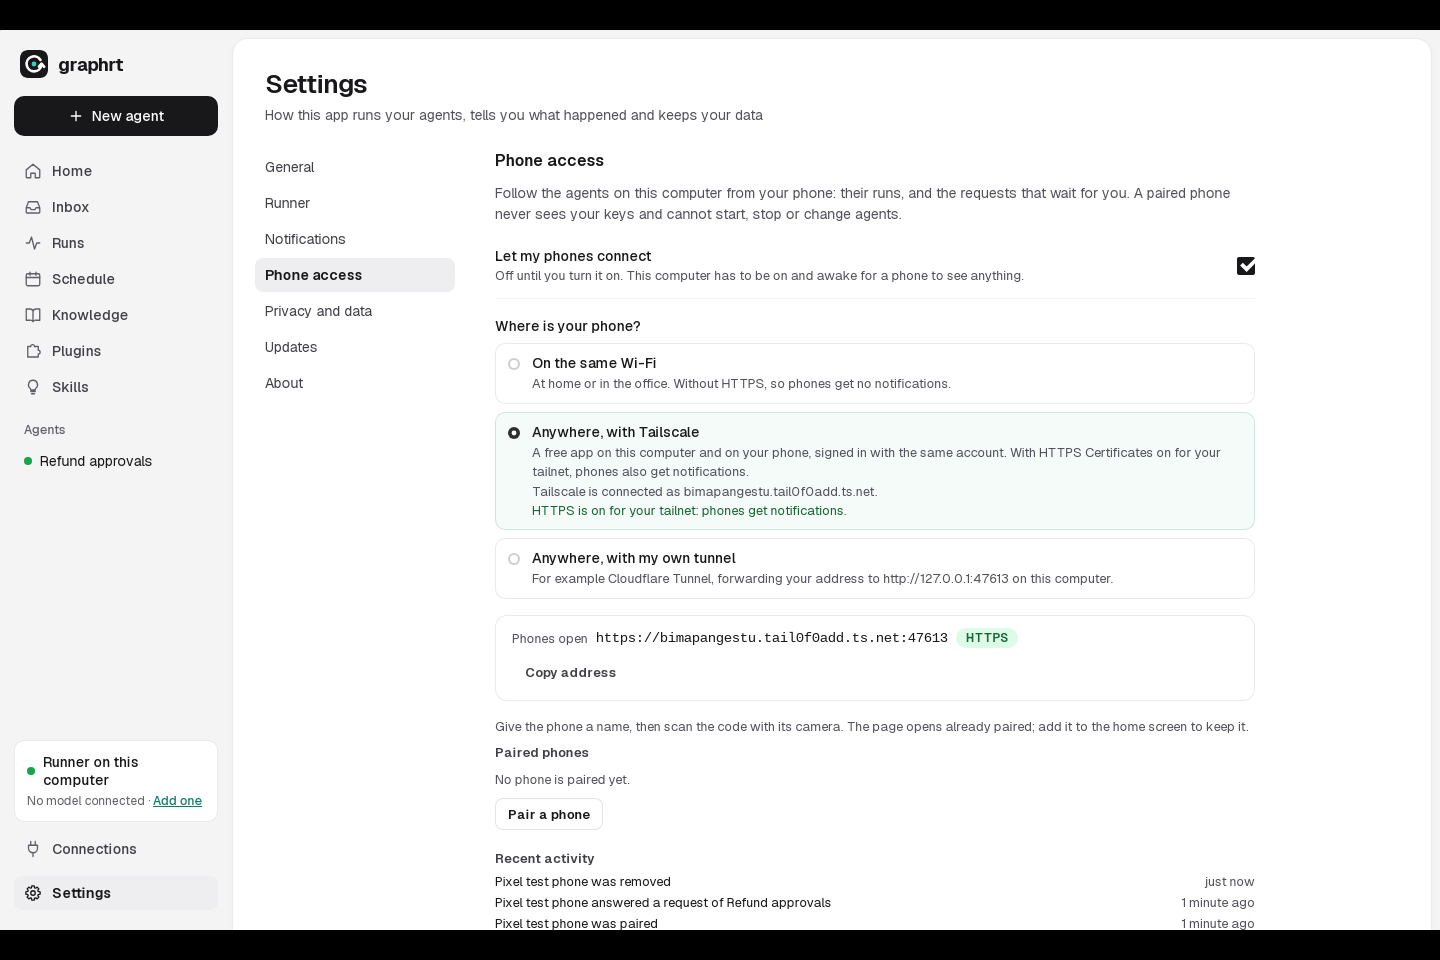 graphrt
New agent
Home
Inbox
Runs
Schedule
Knowledge
Plugins
Skills
Agents
Refund approvals
Runner on this
computer
No model connected · Add one
Connections
Settings
Settings
How this app runs your agents, tells you what happened and keeps your data
General
Runner
Notifications
Phone access
Privacy and data
Updates
About
Phone access
Follow the agents on this computer from your phone: their runs, and the requests that wait for you. A paired phone
never sees your keys and cannot start, stop or change agents.
Let my phones connect
Off until you turn it on. This computer has to be on and awake for a phone to see anything.
Where is your phone?
On the same Wi-Fi
At home or in the office. Without HTTPS, so phones get no notifications.
Anywhere, with Tailscale
A free app on this computer and on your phone, signed in with the same account. With HTTPS Certificates on for your
tailnet, phones also get notifications.
Tailscale is connected as bimapangestu.tail0f0add.ts.net.
HTTPS is on for your tailnet: phones get notifications.
Anywhere, with my own tunnel
For example Cloudflare Tunnel, forwarding your address to http://127.0.0.1:47613 on this computer.
Phones open https://bimapangestu.tail0f0add.ts.net:47613 HTTPS
Copy address
Give the phone a name, then scan the code with its camera. The page opens already paired; add it to the home screen to keep it.
Paired phones
No phone is paired yet.
Pair a phone
Recent activity
Pixel test phone was removed just now
Pixel test phone answered a request of Refund approvals 1 minute ago
Pixel test phone was paired 1 minute ago